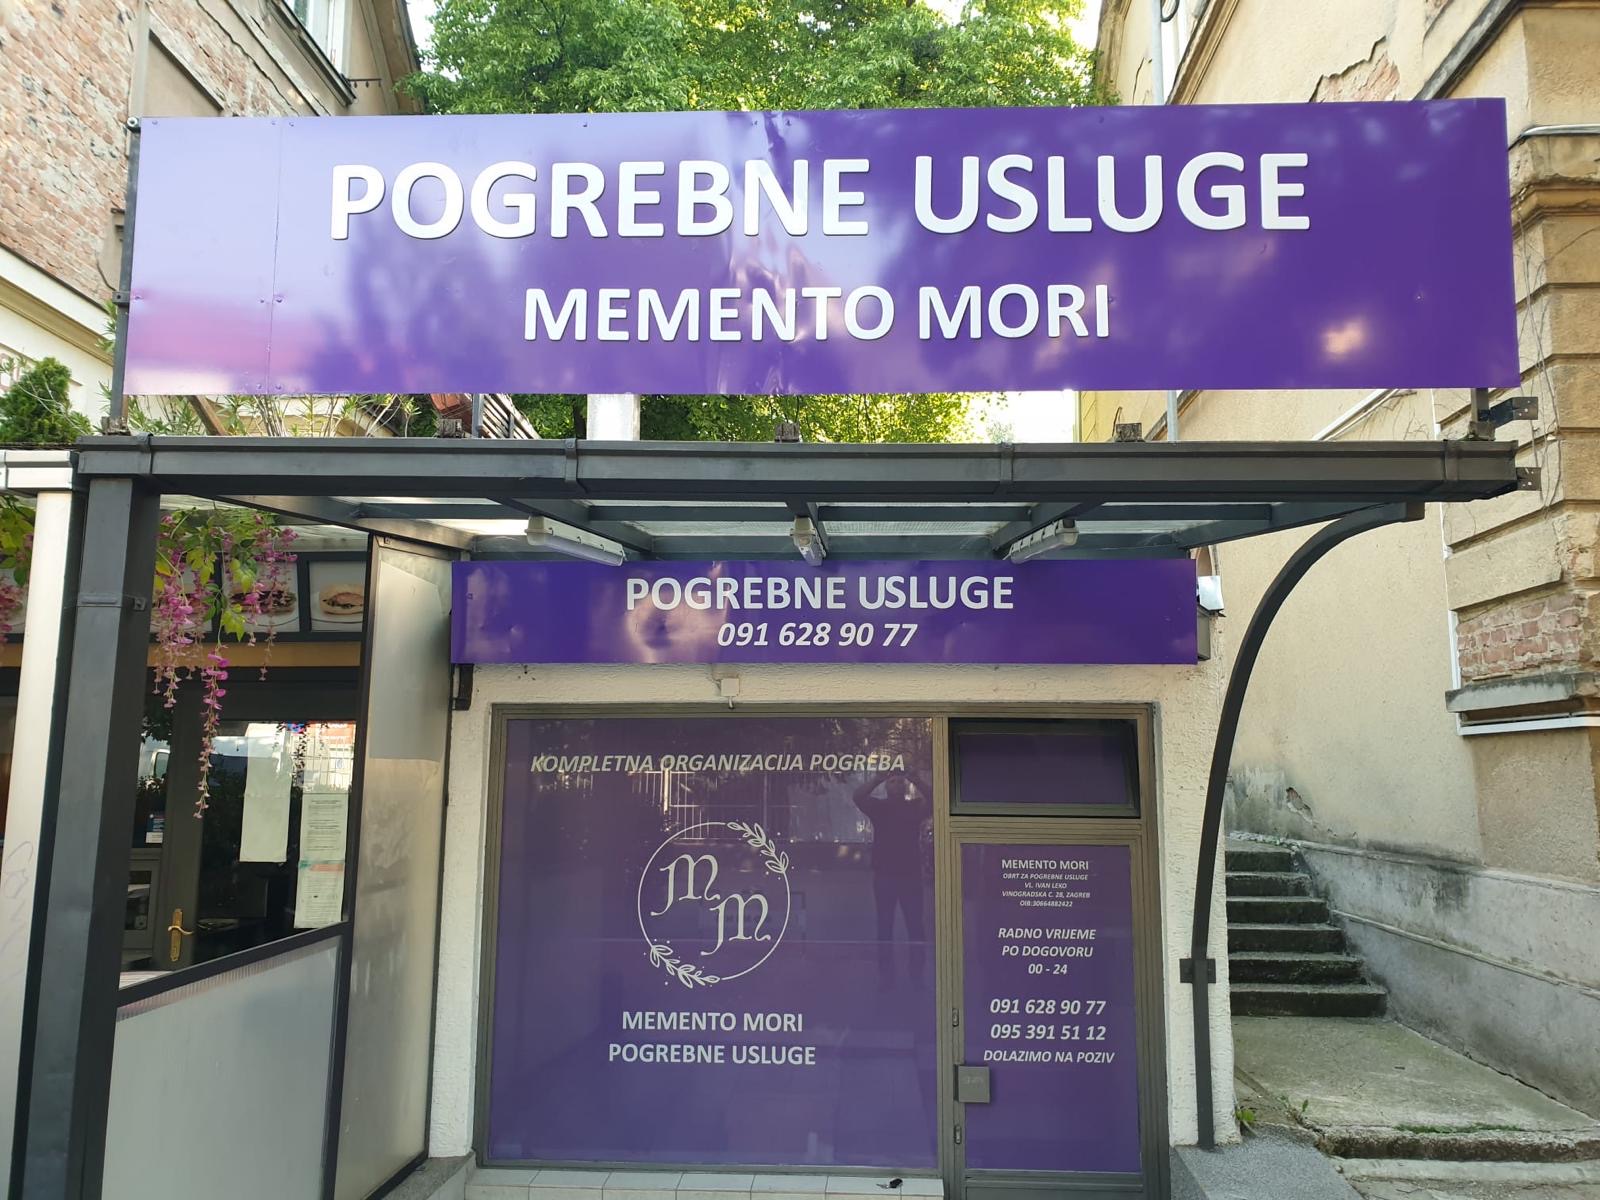 POGREBNE USLUGE
MEMENTO MORI
POGREBNE USLUGE
091 628 90 77
KOMPLETNA ORGANIZACIJA POGREBA
MM
MEMENTO MORI
POGREBNE USLUGE
MEMENTO MORI
OBRT ZA POGREBNE USLUGE
VL. IVAN LEKO
VINOGRADSKA C. 28, ZAGREB
OIB:30664882422
RADNO VRIJEME
PO DOGOVORU
00 - 24
091 628 90 77
095 391 51 12
DOLAZIMO NA POZIV